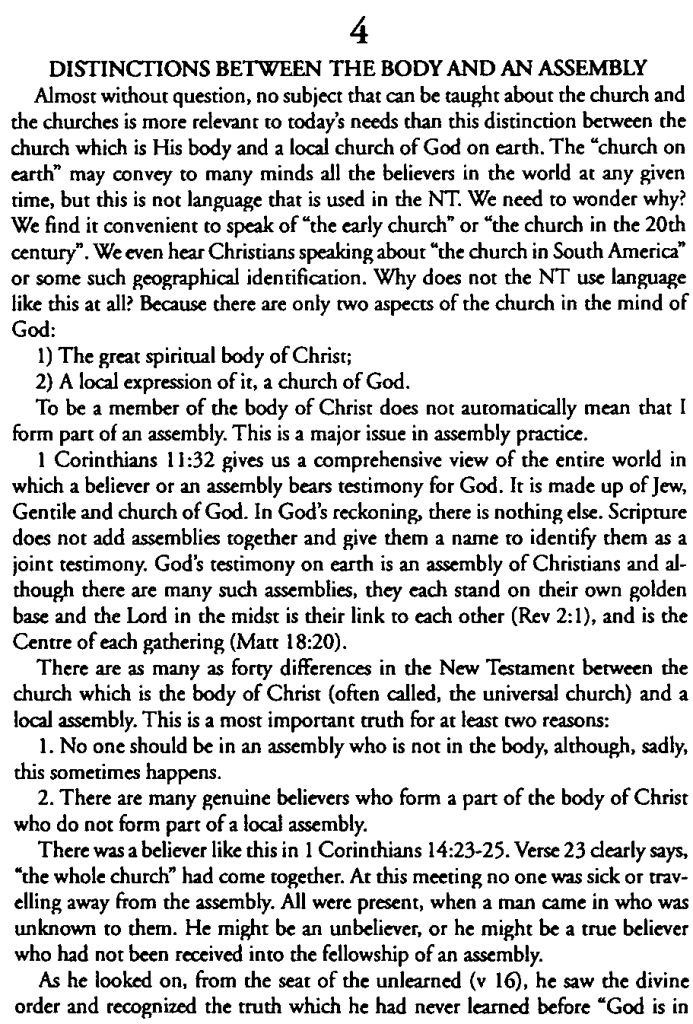 4
DISTINCTIONS BETWEEN THE BODY AND AN ASSEMBLY
Almost without question, no subject that can be taught about the church and
the churches is more relevant to today's needs than this distinction between the
church which is His body and a local church of God on earth. The “church on
earth” may convey to many minds all the believers in the world at any given
time, but this is not language that is used in the NT. We need to wonder why?
We find it convenient to speak of “the early church” or “the church in the 20th
century”. We even hear Christians speaking about “the church in South America”
or some such geographical identification. Why does not the NT use language
like this at all? Because there are only two aspects of the church in the mind of
God:
1) The great spiritual body of Christ;
2) A local expression of it, a church of God.
To be a member of the body of Christ does not automatically mean that I
form part of an assembly. This is a major issue in assembly practice.
1 Corinthians 11:32 gives us a comprehensive view of the entire world in
which a believer or an assembly bears testimony for God. It is made up of Jew,
Gentile and church of God. In God's reckoning, there is nothing else. Scripture
does not add assemblies together and give them a name to identify them as a
joint testimony. God's testimony on earth is an assembly of Christians and al-
though there are many such assemblies, they each stand on their own golden
base and the Lord in the midst is their link to each other (Rev 2:1), and is the
Centre of each gathering (Matt 18:20).
There are as many as forty differences in the New Testament between the
church which is the body of Christ (often called, the universal church) and a
local assembly. This is a most important truth for at least two reasons:
1. No one should be in an assembly who is not in the body, although, sadly,
this sometimes happens.
2. There are many genuine believers who form a part of the body of Christ
who do not form part of a local assembly.
There was a believer like this in 1 Corinthians 14:23-25. Verse 23 clearly says,
“the whole church” had come together. At this meeting no one was sick or trav-
elling away from the assembly. All were present, when a man came in who was
unknown to them. He might be an unbeliever, or he might be a true believer
who had not been received into the fellowship of an assembly.
As he looked on, from the seat of the unlearned (v 16), he saw the divine
order and recognized the truth which he had never learned before “God is in